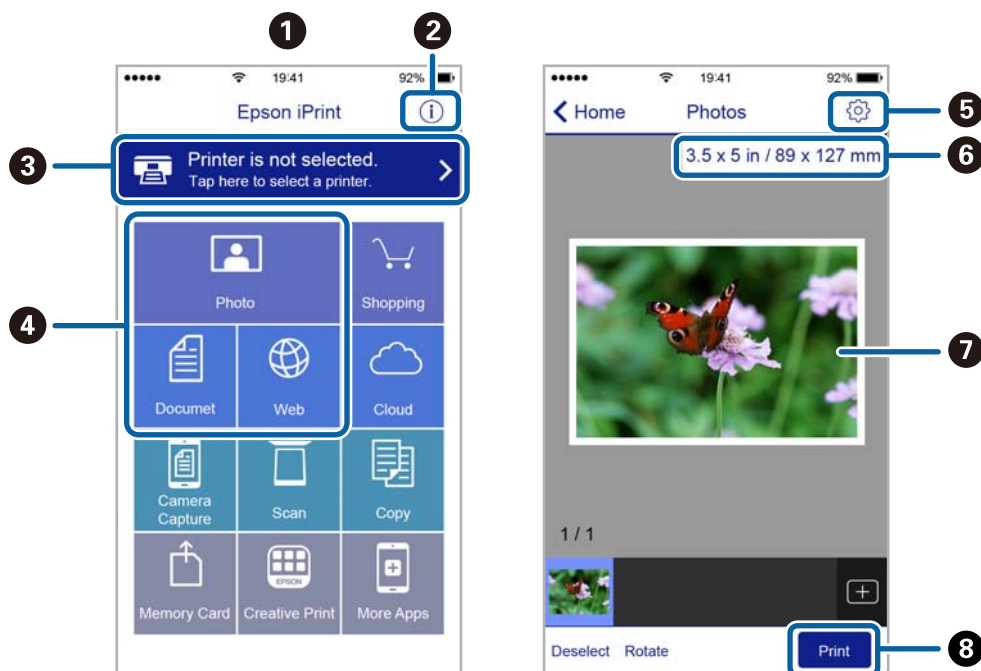 1
2
19:41
92%
Epson iPrint
i
3
Printer is not selected.
Tap here to select a printer.
4
Photo
Shopping
Documet
Web
Cloud
Camera
Capture
Scan
Copy
EPSON
Memory Card
Creative Print
More Apps
19:41
92%
Home
Photos
5
3.5 x 5 in / 89 x 127 mm
6
7
1 / 1
Deselect
Rotate
Print
8